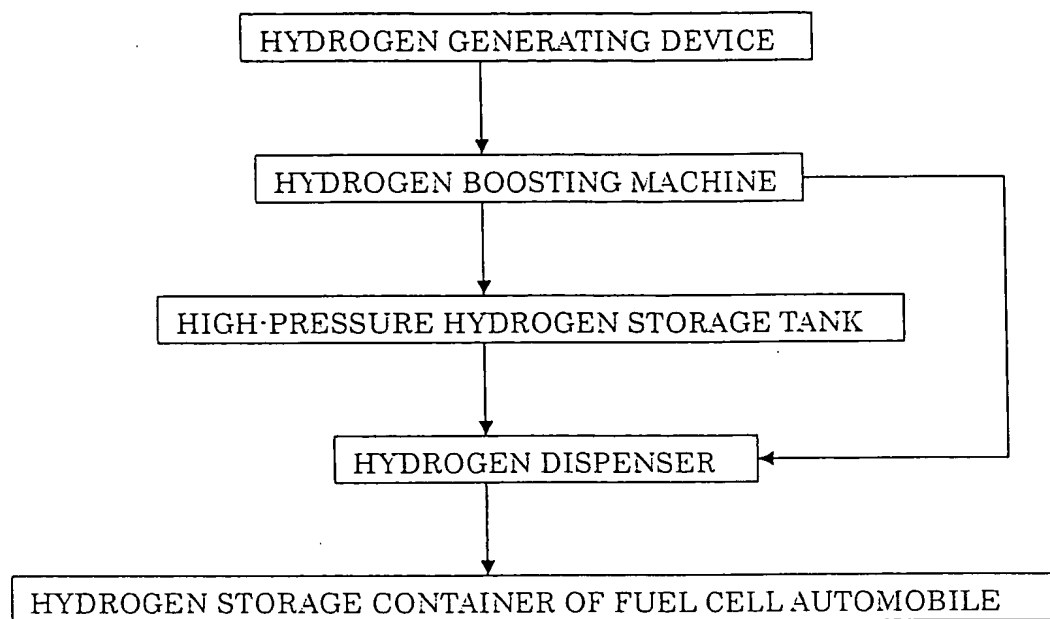 HYDROGEN GENERATING DEVICE
HYDROGEN BOOSTING MACHINE
HIGH-PRESSURE HYDROGEN STORAGE TANK
HYDROGEN DISPENSER
HYDROGEN STORAGE CONTAINER OF FUEL CELL AUTOMOBILE